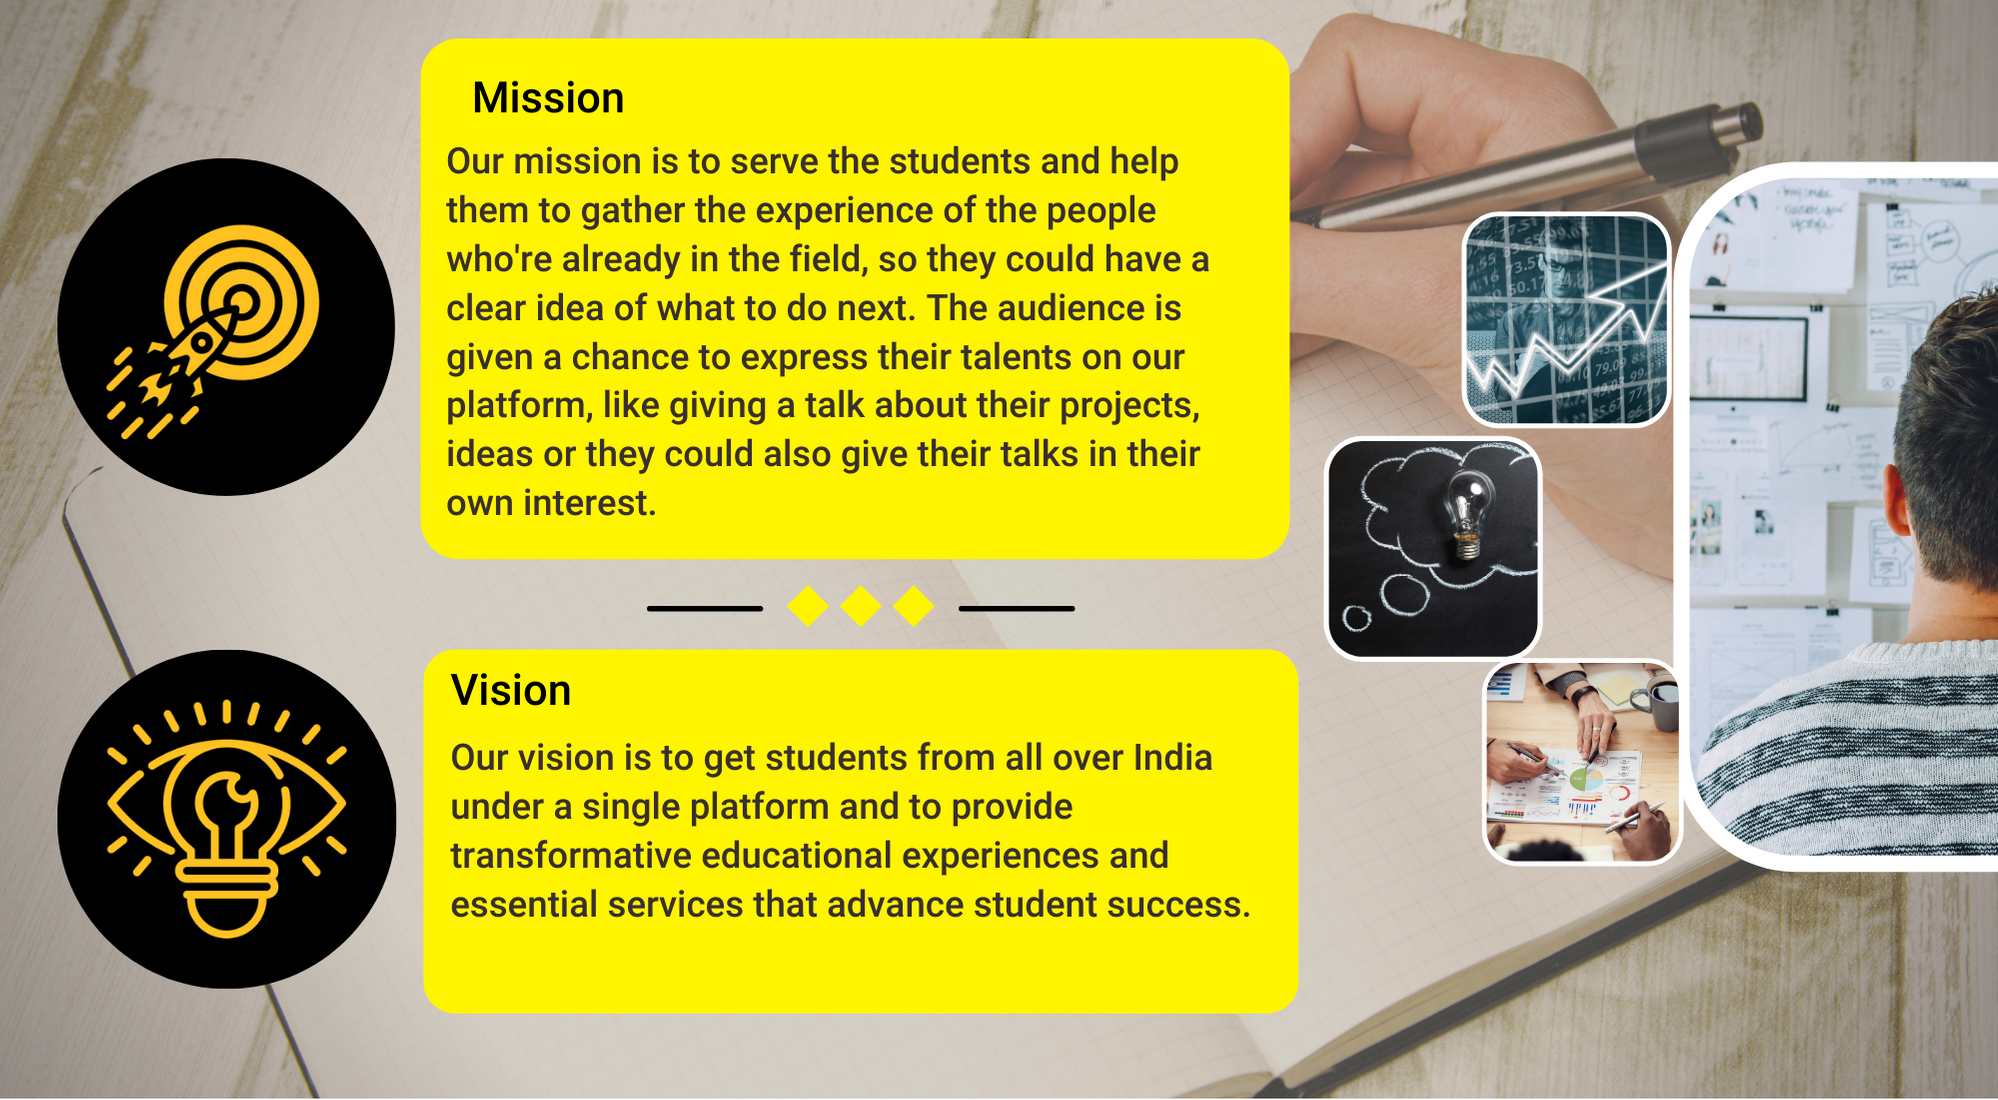 Mission
Our mission is to serve the students and help
them to gather the experience of the people
who're already in the field, so they could have a
clear idea of what to do next. The audience is
given a chance to express their talents on our
platform, like giving a talk about their projects,
ideas or they could also give their talks in their
own interest.
Vision
Our vision is to get students from all over India
under a single platform and to provide
transformative educational experiences and
essential services that advance student success.